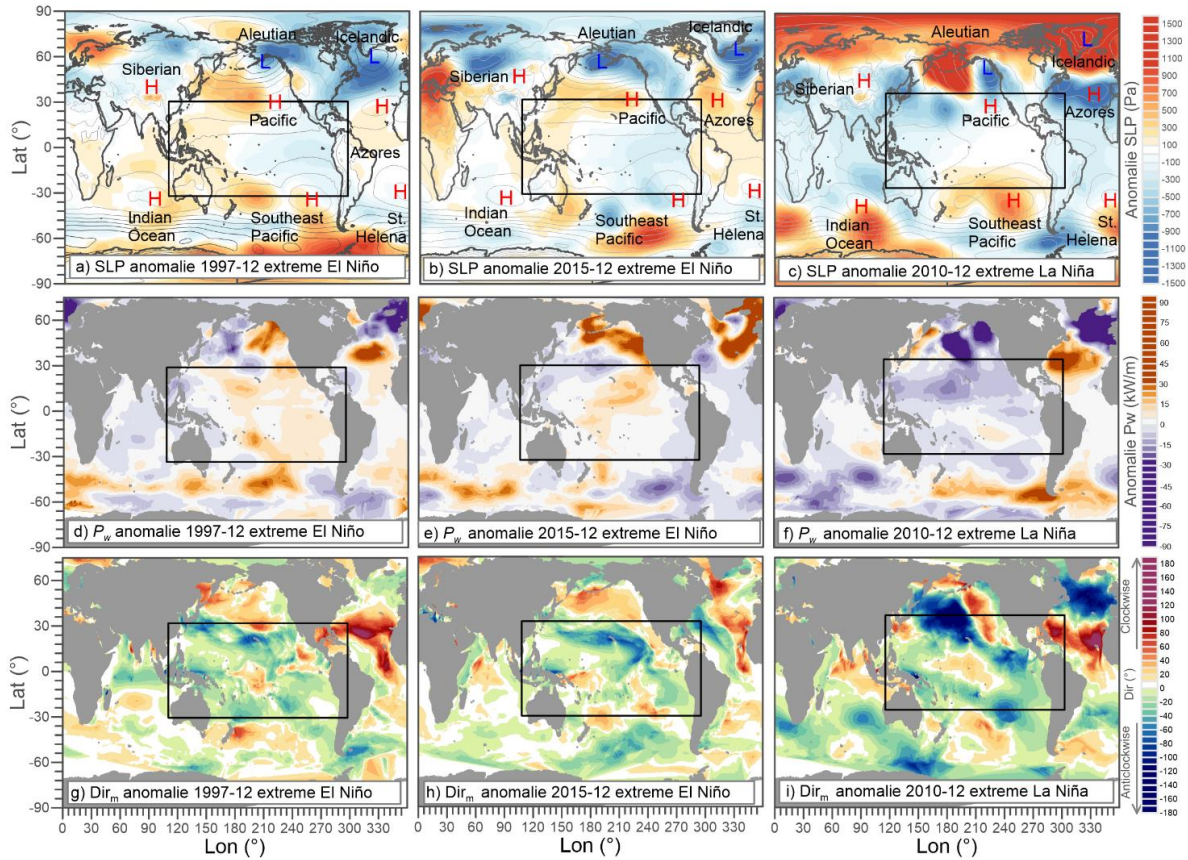 90
60
30
0
-30
-60
-90
Lat (°)
Aleutian
Icelandic
L
L
Siberian
H
H
H
Pacific
Azores
H
H
H
Indian
Ocean
Southeast
Pacific
St.
Helena
a) SLP anomalie 1997-12 extreme El Niño
Aleutian
Icelandic
L
L
Siberian
H
H
H
Pacific
Azores
H
H
H
Indian
Ocean
Southeast
Pacific
St.
Helena
b) SLP anomalie 2015-12 extreme El Niño
Aleutian
L
Icelandic
L
Siberian
H
H
H
Pacific
Azores
H
H
H
Indian
Ocean
Southeast
Pacific
St.
Helena
c) SLP anomalie 2010-12 extreme La Niña
Anomalie SLP (Pa)
1500
1300
1100
900
700
500
300
100
-100
-300
-500
-700
-900
-1100
-1300
-1500
60
30
0
-30
-60
-90
Lat (°)
d) Pw anomalie 1997-12 extreme El Niño
e) Pw anomalie 2015-12 extreme El Niño
f) Pw anomalie 2010-12 extreme La Niña
Anomalie Pw (kW/m)
90
75
60
45
30
15
0
-15
-30
-45
-60
-75
-90
60
30
0
-30
-60
-90
Lat (°)
g) Dirm anomalie 1997-12 extreme El Niño
h) Dirm anomalie 2015-12 extreme El Niño
i) Dirm anomalie 2010-12 extreme La Niña
Clockwise
Dir (°)
Anticlockwise
180
160
140
120
100
80
60
40
20
0
-20
-40
-60
-80
-100
-120
-140
-160
-180
0 30 60 90 120 150 180 210 240 270 300 330
0 30 60 90 120 150 180 210 240 270 300 330
0 30 60 90 120 150 180 210 240 270 300 330
Lon (°)
Lon (°)
Lon (°)